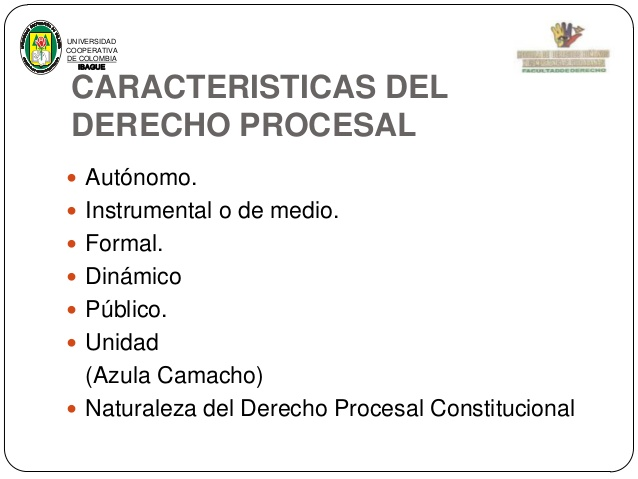 UNIVERSIDAD
COOPERATIVA
DE COLOMBIA
IBAGUE
CARACTERISTICAS DEL
DERECHO PROCESAL
Autónomo.
Instrumental o de medio.
Formal.
Dinámico
Público.
Unidad
(Azula Camacho)
Naturaleza del Derecho Procesal Constitucional
FACULTAD DE DERECHO